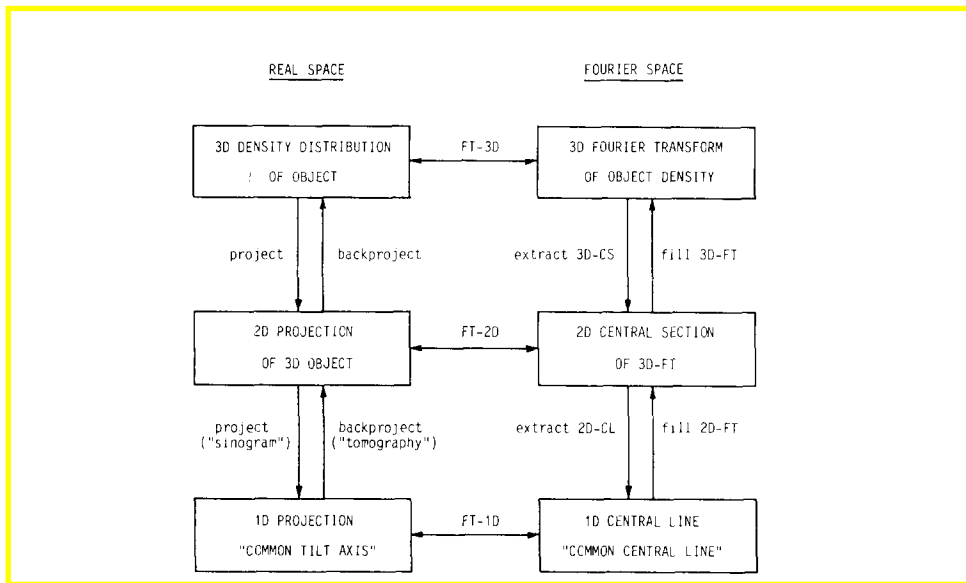 REAL SPACE
FOURIER SPACE
3D DENSITY DISTRIBUTION
OF OBJECT
FT-3D
3D FOURIER TRANSFORM
OF OBJECT DENSITY
project
backproject
extract 3D-CS
fill 3D-FT
2D PROJECTION
OF 3D OBJECT
FT-2D
2D CENTRAL SECTION
OF 3D-FT
project
("sinogram")
backproject
("tomography")
extract 2D-CL
fill 2D-FT
1D PROJECTION
"COMMON TILT AXIS"
FT-1D
1D CENTRAL LINE
"COMMON CENTRAL LINE"